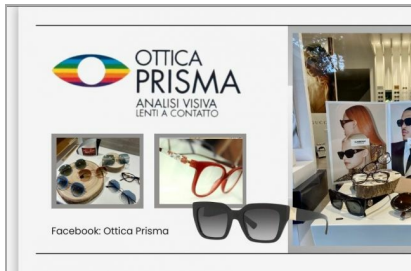 OTTICA
PRISMA
ANALISI VISIVA
LENTI A CONTATTO
Facebook: Ottica Prisma